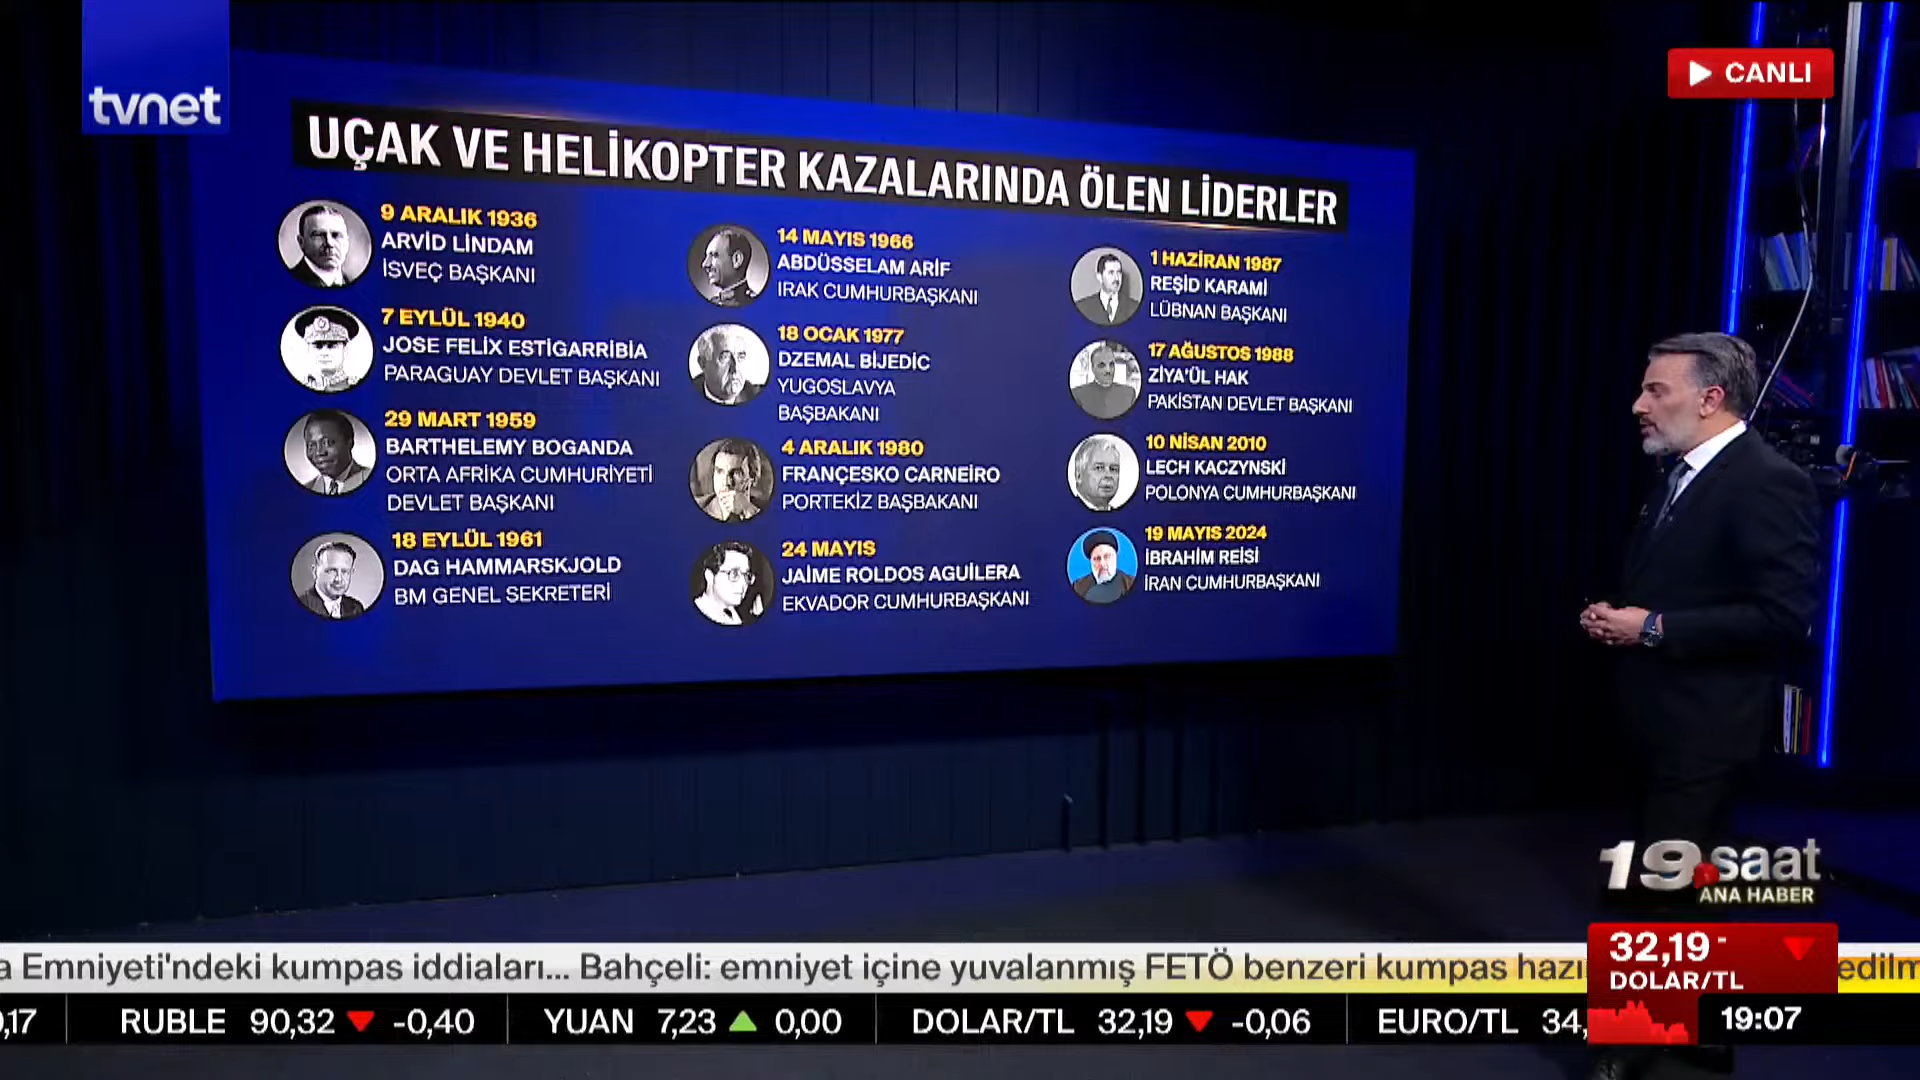 tvnet
CANLI
UÇAK VE HELİKOPTER KAZALARINDA ÖLEN LİDERLER
9 ARALIK 1936
ARVİD LİNDAM
İSVEÇ BAŞKANI
7 EYLÜL 1940
JOSE FELIX ESTİGARRİBİA
PARAGUAY DEVLET BAŞKANI
29 MART 1959
BARTHELEMY BOGANDA
ORTA AFRİKA CUMHURİYETİ
DEVLET BAŞKANI
18 EYLÜL 1961
DAG HAMMARSKJOLD
BM GENEL SEKRETERİ
14 MAYIS 1966
ABDÜSSELAM ARİF
IRAK CUMHURBAŞKANI
18 OCAK 1977
DZEMAL BİJEDİC
YUGOSLAVYA
BAŞBAKANI
4 ARALIK 1980
FRANÇESKO CARNEİRO
PORTEKİZ BAŞBAKANI
24 MAYIS
JAİME ROLDOS AGUİLERA
EKVADOR CUMHURBAŞKANI
1 HAZİRAN 1987
REŞİD KARAMİ
LÜBNAN BAŞKANI
17 AĞUSTOS 1988
ZİYA'ÜL HAK
PAKİSTAN DEVLET BAŞKANI
10 NİSAN 2010
LECH KACZYNSKİ
POLONYA CUMHURBAŞKANI
19 MAYIS 2024
İBRAHİM REİSİ
İRAN CUMHURBAŞKANI
19.saat
ANA HABER
a Emniyeti'ndeki kumpas iddiaları... Bahçeli: emniyet içine yuvalanmış FETÖ benzeri kumpas hazı edilm
32,19 -
DOLAR/TL
0,17 RUBLE 90,32 -0,40 YUAN 7,23 0,00 DOLAR/TL 32,19 -0,06 EURO/TL 34,
19:07